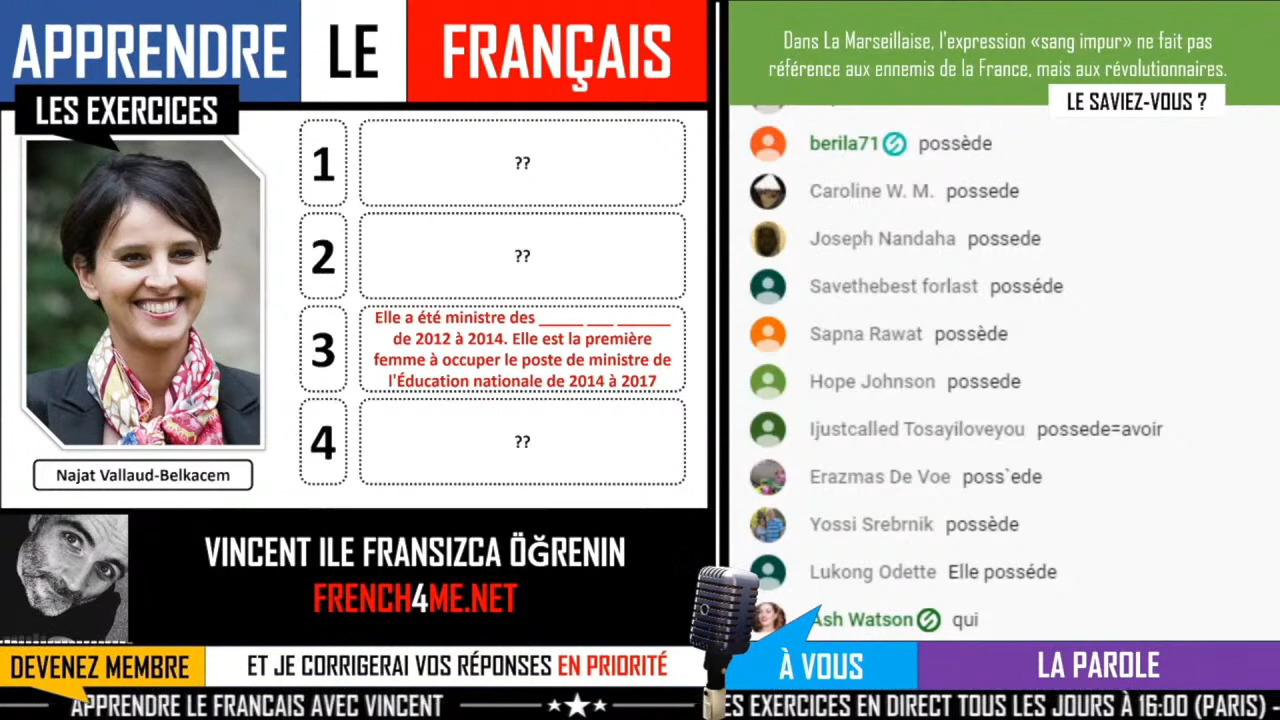 APPRENDRE LE FRANÇAIS
LES EXERCICES
1
??
2
??
3
Elle a été ministre des _____ ___ ______
de 2012 à 2014. Elle est la première
femme à occuper le poste de ministre de
l'Éducation nationale de 2014 à 2017
4
??
Najat Vallaud-Belkacem
VINCENT ILE FRANSIZCA ÖĞRENIN
FRENCH4ME.NET
DEVENEZ MEMBRE
ET JE CORRIGERAI VOS RÉPONSES EN PRIORITÉ
Dans La Marseillaise, l'expression «sang impur» ne fait pas
référence aux ennemis de la France, mais aux révolutionnaires.
LE SAVIEZ-VOUS ?
berila71 possède
Caroline W. M. possede
Joseph Nandaha possede
Savethebest forlast posséde
Sapna Rawat possède
Hope Johnson possede
Ijustcalled Tosayiloveyou possede=avoir
Erazmas De Voe poss`ede
Yossi Srebrnik possède
Lukong Odette Elle posséde
Ash Watson qui
À VOUS
LA PAROLE
APPRENDRE LE FRANCAIS AVEC VINCENT
ES EXERCICES EN DIRECT TOUS LES JOURS À 16:00 (PARIS) -